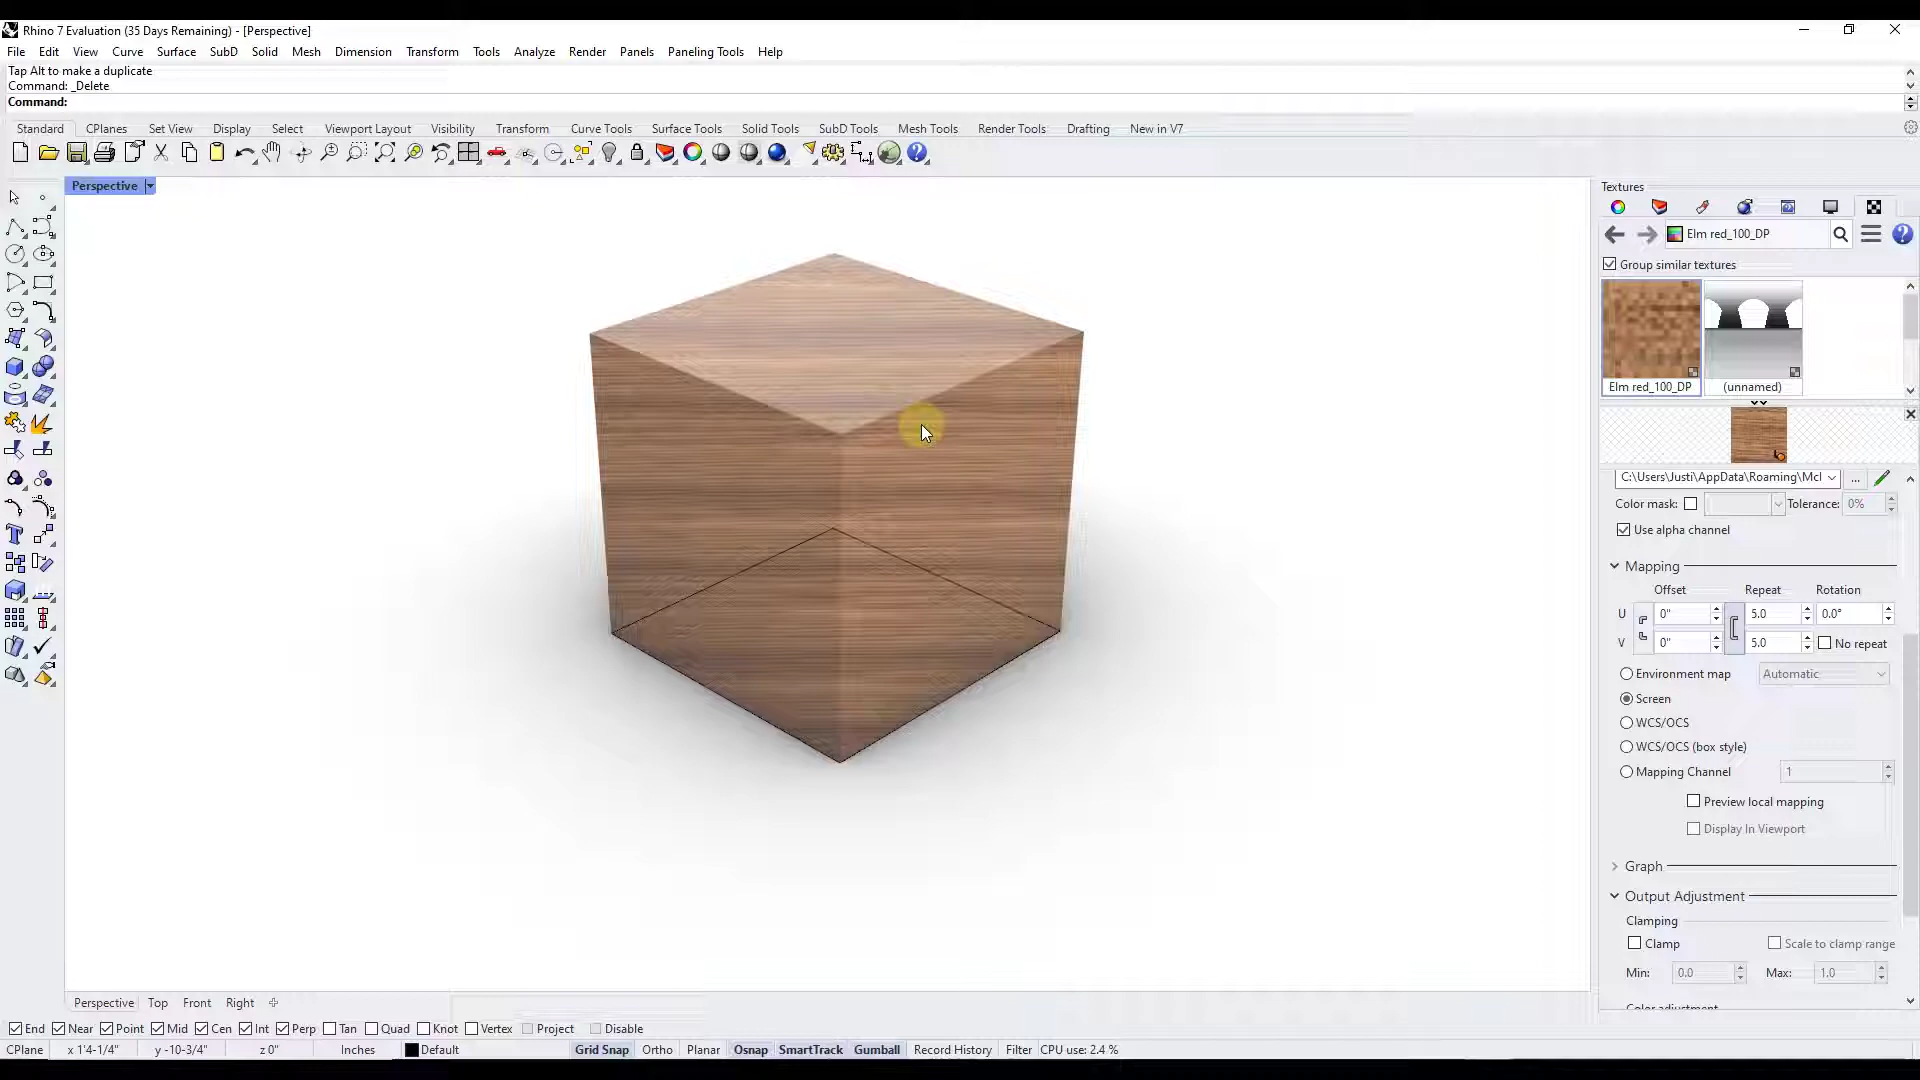 Rhino 7 Evaluation (35 Days Remaining) - [Perspective]
File Edit View Curve Surface SubD Solid Mesh Dimension Transform Tools Analyze Render Panels Paneling Tools Help
Tap Alt to make a duplicate
Command: _Delete
Command:
Standard CPlanes Set View Display Select Viewport Layout Visibility Transform Curve Tools Surface Tools Solid Tools SubD Tools Mesh Tools Render Tools Drafting New in V7
Perspective
Textures
Elm red_100_DP
Group similar textures
Elm red_100_DP (unnamed)
C:\Users\Justi\AppData\Roaming\McI ...
Color mask: Tolerance: 0%
Use alpha channel
Mapping
Offset Repeat Rotation
U 0" 5.0 0.0°
V 0" 5.0 No repeat
Environment map Automatic
Screen
WCS/OCS
WCS/OCS (box style)
Mapping Channel 1
Preview local mapping
Display In Viewport
Graph
Output Adjustment
Clamping
Clamp Scale to clamp range
Min: 0.0 Max: 1.0
Perspective Top Front Right
End Near Point Mid Cen Int Perp Tan Quad Knot Vertex Project Disable
CPlane x 1'4-1/4" y -10-3/4" z 0" Inches Default Grid Snap Ortho Planar Osnap SmartTrack Gumball Record History Filter CPU use: 2.4 %